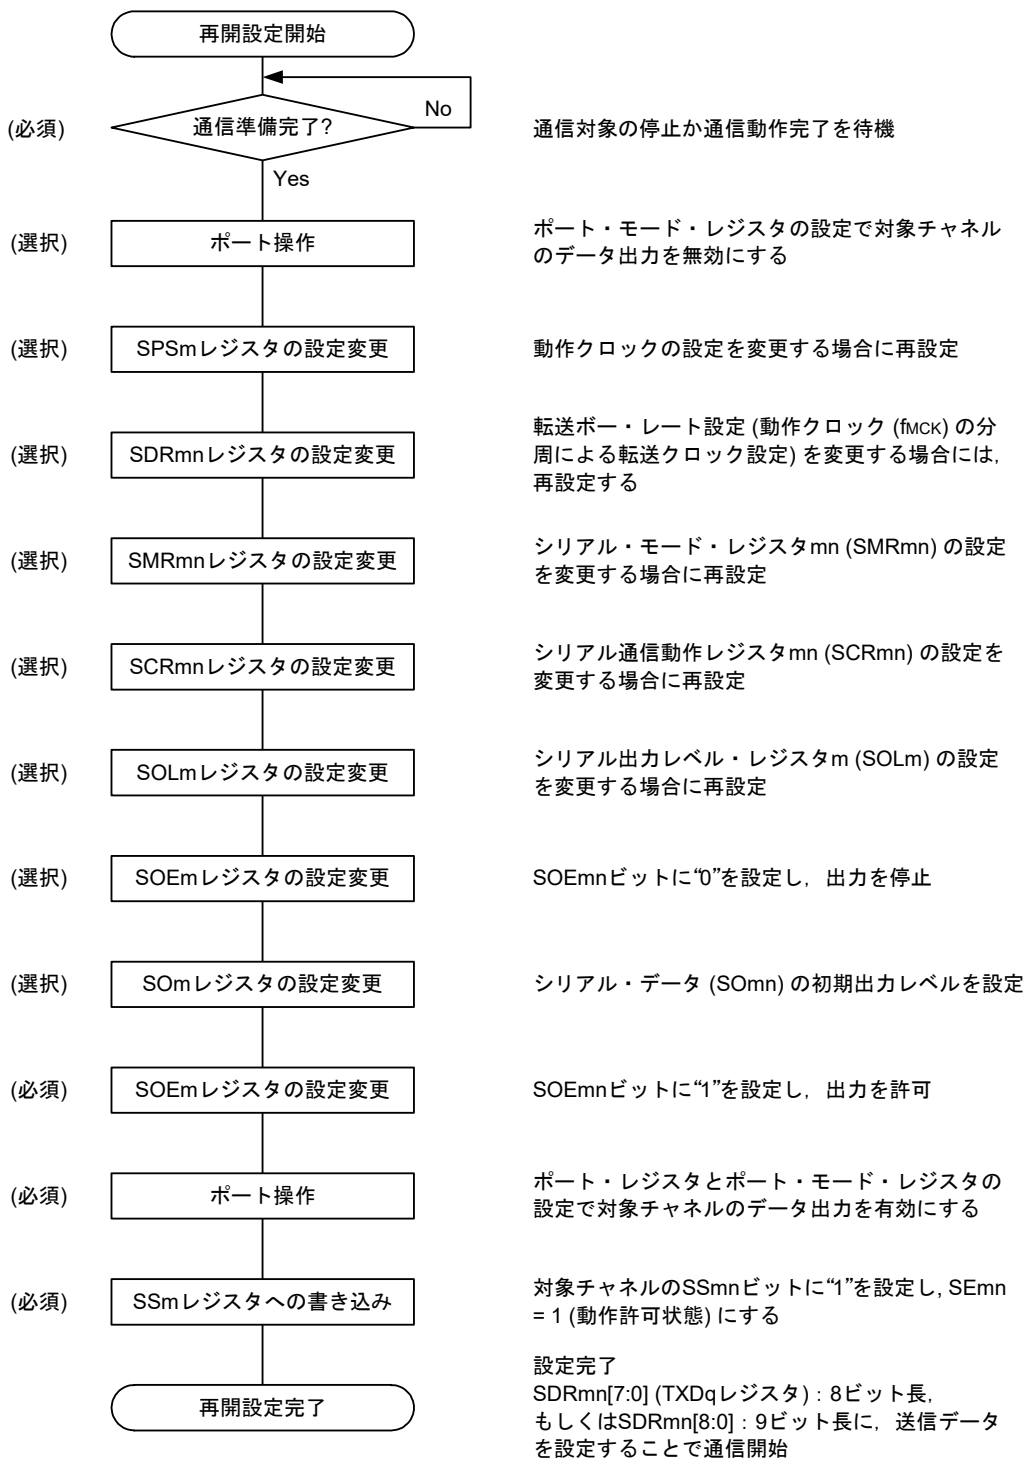 再開設定開始
No
(必須)
通信準備完了?
通信対象の停止か通信動作完了を待機
Yes
(選択)
ポート操作
ポート・モード・レジスタの設定で対象チャネル
のデータ出力を無効にする
(選択)
SPSmレジスタの設定変更
動作クロックの設定を変更する場合に再設定
(選択)
SDRmnレジスタの設定変更
転送ボー・レート設定 (動作クロック (fMCK) の分
周による転送クロック設定) を変更する場合には,
再設定する
(選択)
SMRmnレジスタの設定変更
シリアル・モード・レジスタmn (SMRmn) の設定
を変更する場合に再設定
(選択)
SCRmnレジスタの設定変更
シリアル通信動作レジスタmn (SCRmn) の設定を
変更する場合に再設定
(選択)
SOLmレジスタの設定変更
シリアル出力レベル・レジスタm (SOLm) の設定
を変更する場合に再設定
(選択)
SOEmレジスタの設定変更
SOEmnビットに“0”を設定し，出力を停止
(選択)
SOmレジスタの設定変更
シリアル・データ (SOmn) の初期出力レベルを設定
(必須)
SOEmレジスタの設定変更
SOEmnビットに“1”を設定し，出力を許可
(必須)
ポート操作
ポート・レジスタとポート・モード・レジスタの
設定で対象チャネルのデータ出力を有効にする
(必須)
SSmレジスタへの書き込み
対象チャネルのSSmnビットに“1”を設定し, SEmn
= 1 (動作許可状態) にする
再開設定完了
設定完了
SDRmn[7:0] (TXDqレジスタ)：8ビット長,
もしくはSDRmn[8:0]：9ビット長に，送信データ
を設定することで通信開始